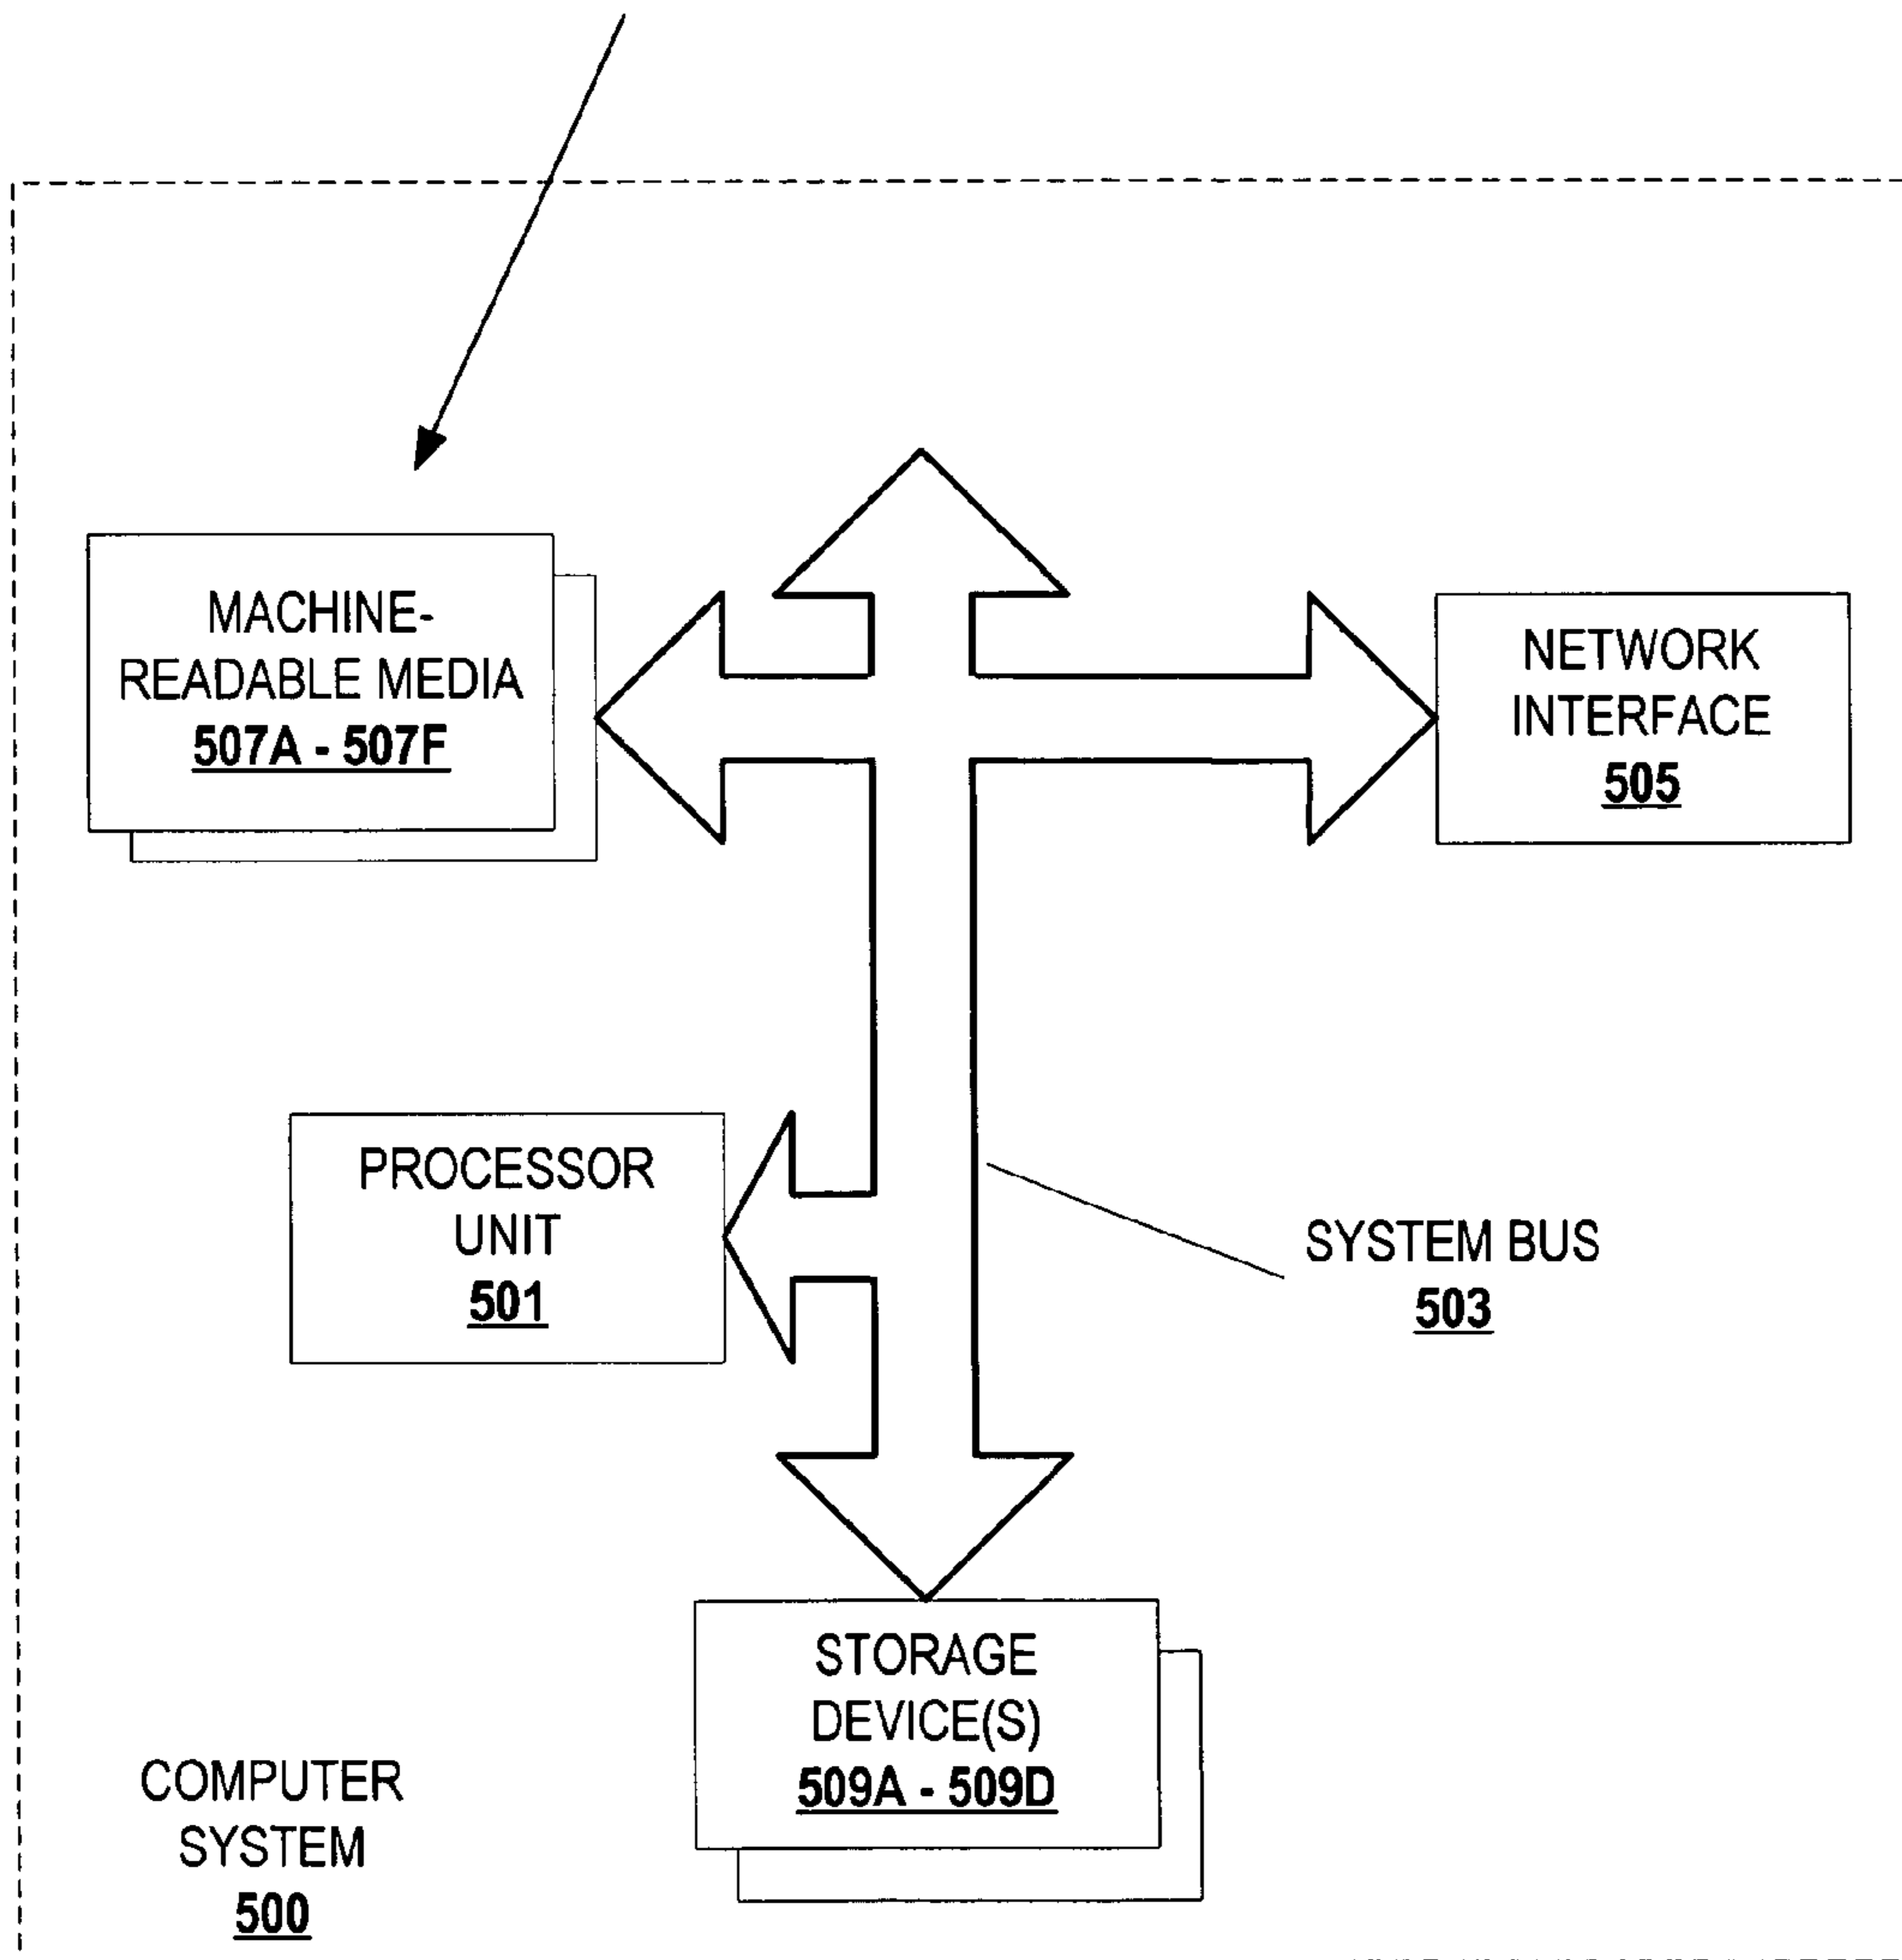 MACHINE-
READABLE MEDIA
507A - 507F
NETWORK
INTERFACE
505
PROCESSOR
UNIT
501
SYSTEM BUS
503
STORAGE
DEVICE(S)
509A - 509D
COMPUTER
SYSTEM
500